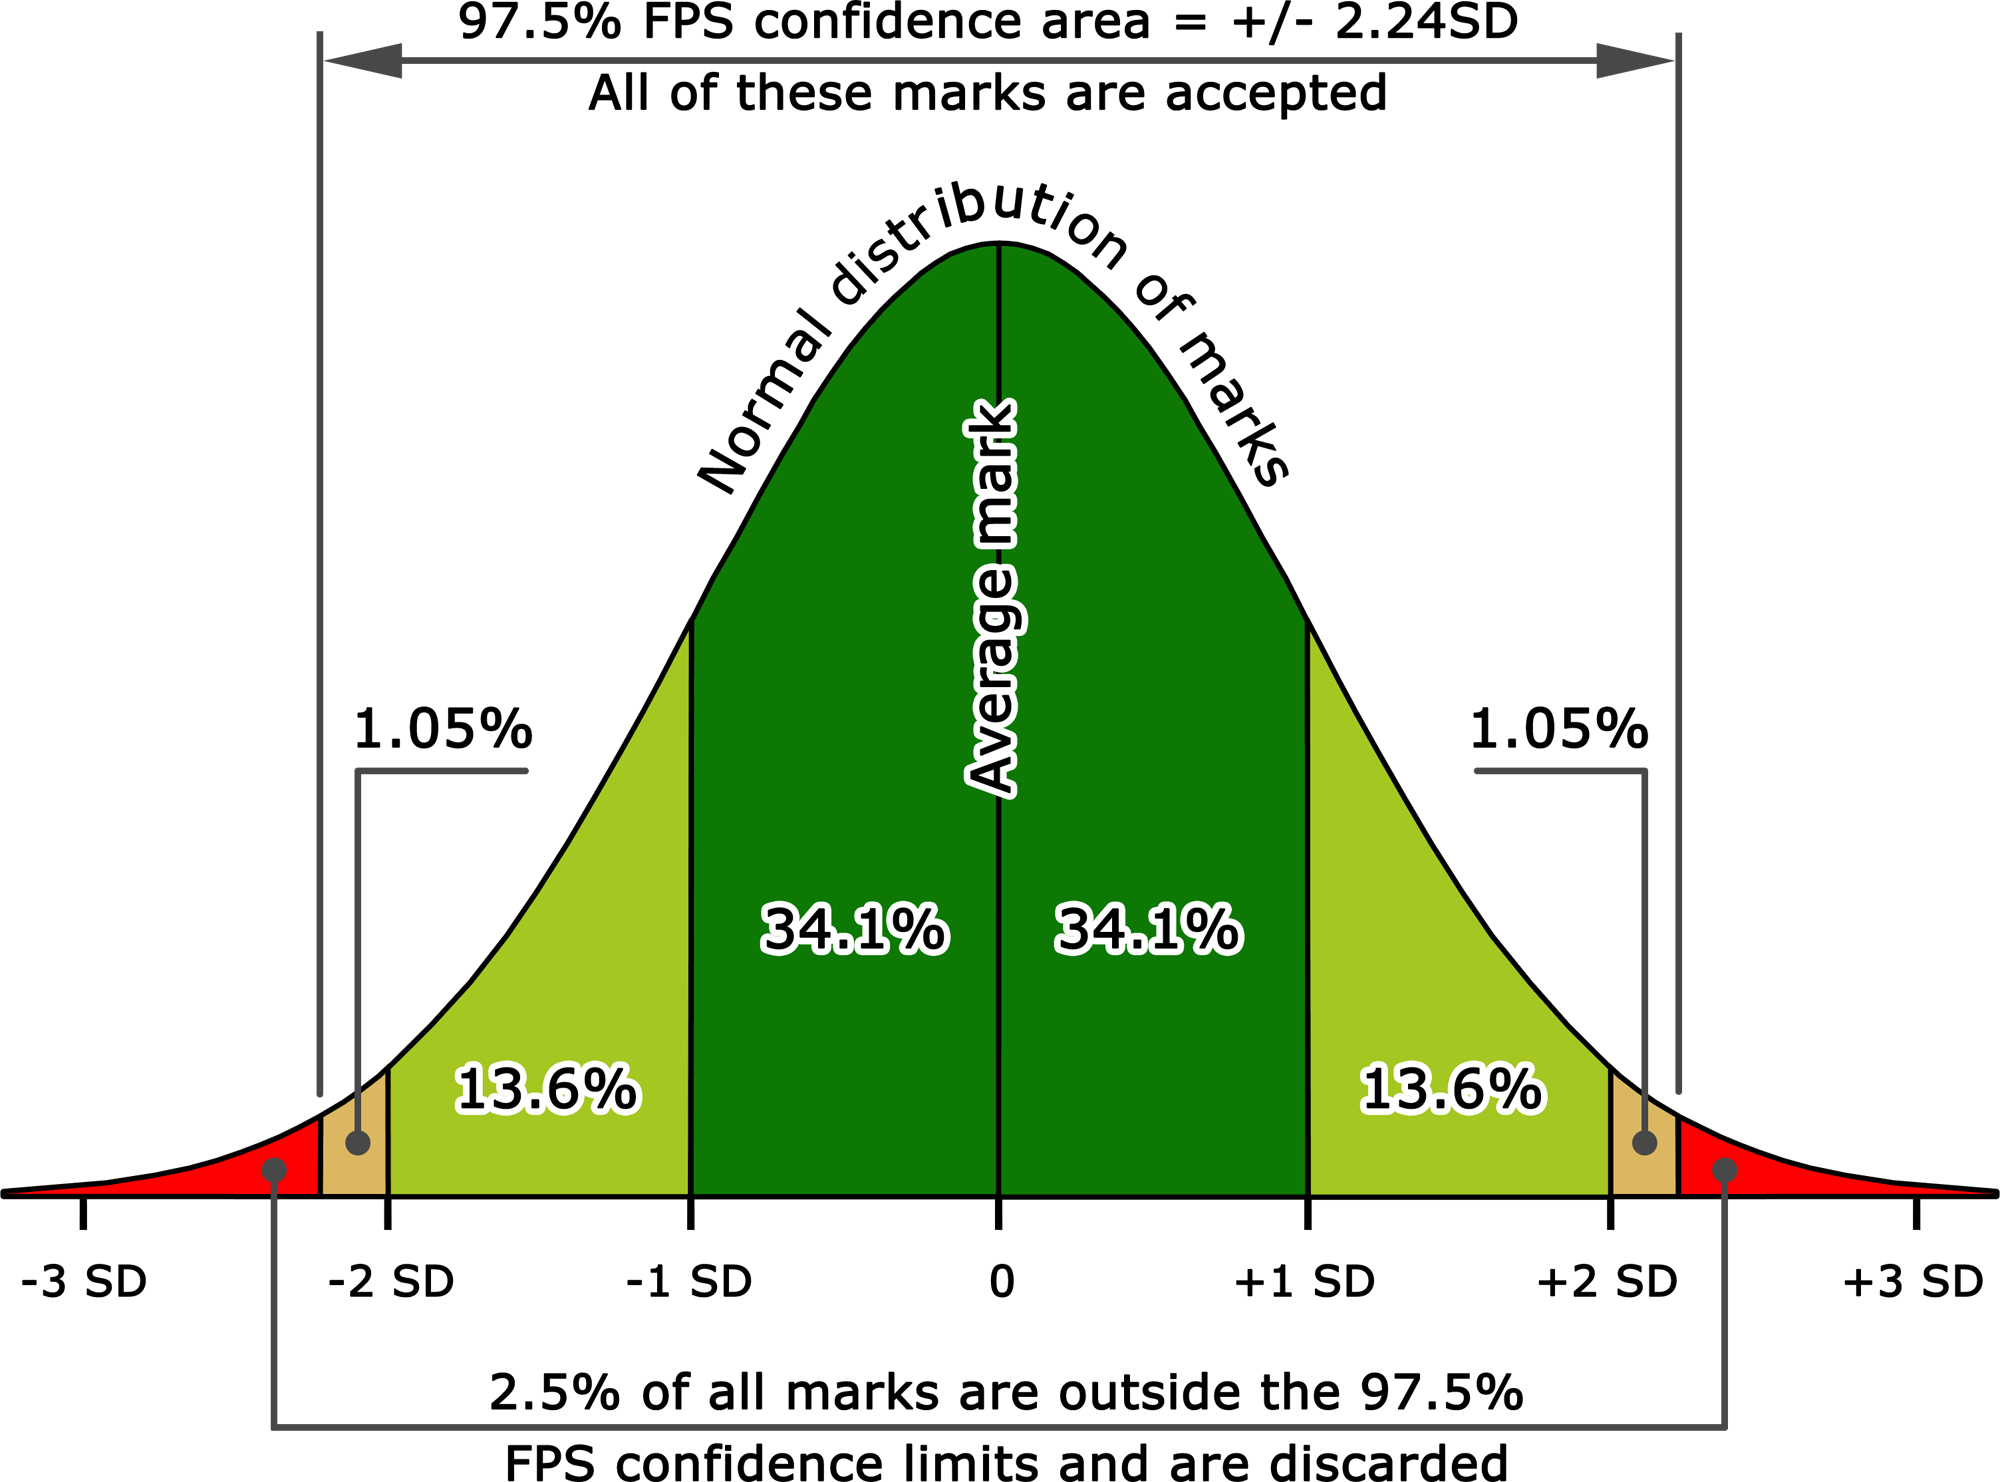 97.5% FPS confidence area = +/- 2.24SD
All of these marks are accepted
Normal distribution of marks
Average mark
1.05%
1.05%
34.1%
34.1%
13.6%
13.6%
-3 SD
-2 SD
-1 SD
0
+1 SD
+2 SD
+3 SD
2.5% of all marks are outside the 97.5%
FPS confidence limits and are discarded